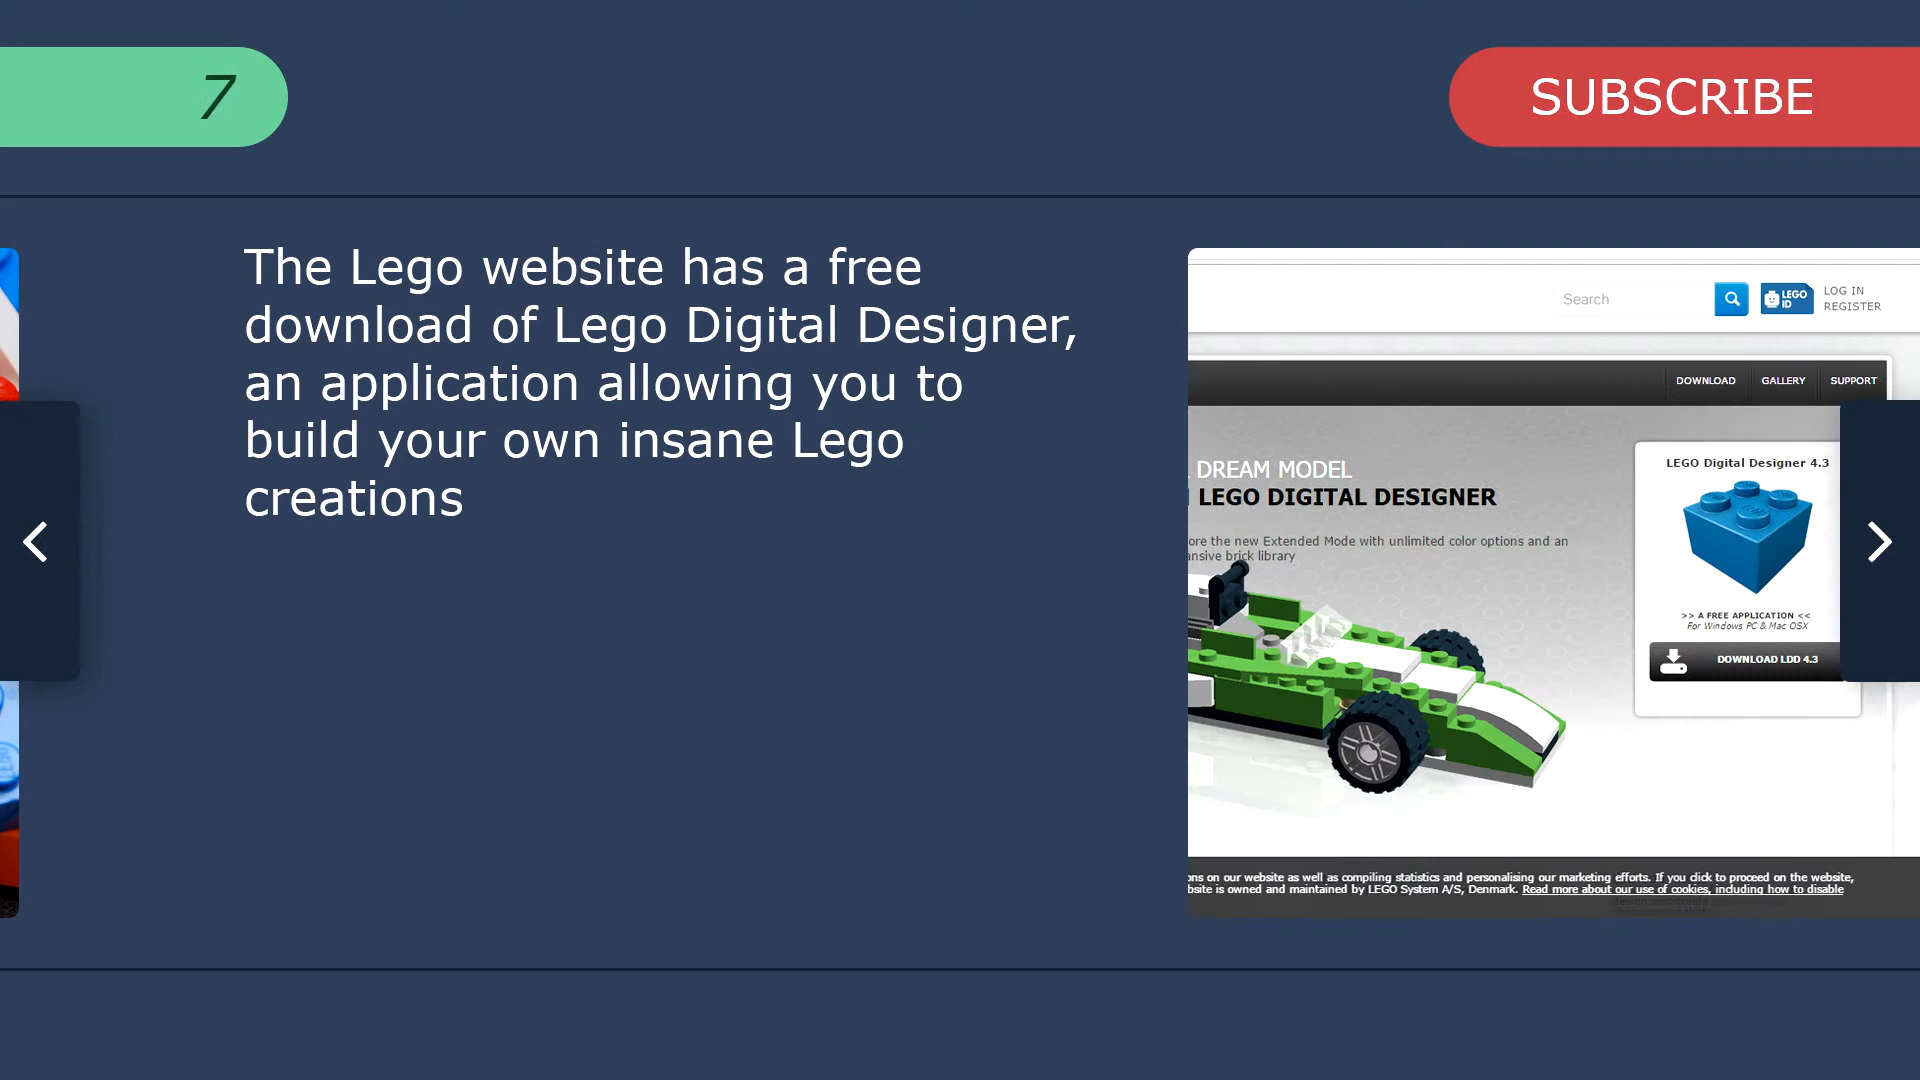 7
SUBSCRIBE
The Lego website has a free
download of Lego Digital Designer,
an application allowing you to
build your own insane Lego
creations
Search
LEGO
ID
LOG IN
REGISTER
DOWNLOAD GALLERY SUPPORT
DREAM MODEL
LEGO DIGITAL DESIGNER
the new Extended Mode with unlimited color options and an
brick library
LEGO Digital Designer 4.3
>> A FREE APPLICATION <<
For Windows PC & Mac OSX
DOWNLOAD LDD 4.3
on our website as well as compiling statistics and personalising our marketing efforts. If you click to proceed on the website,
is owned and maintained by LEGO System A/S, Denmark. Read more about our use of cookies, including how to disable